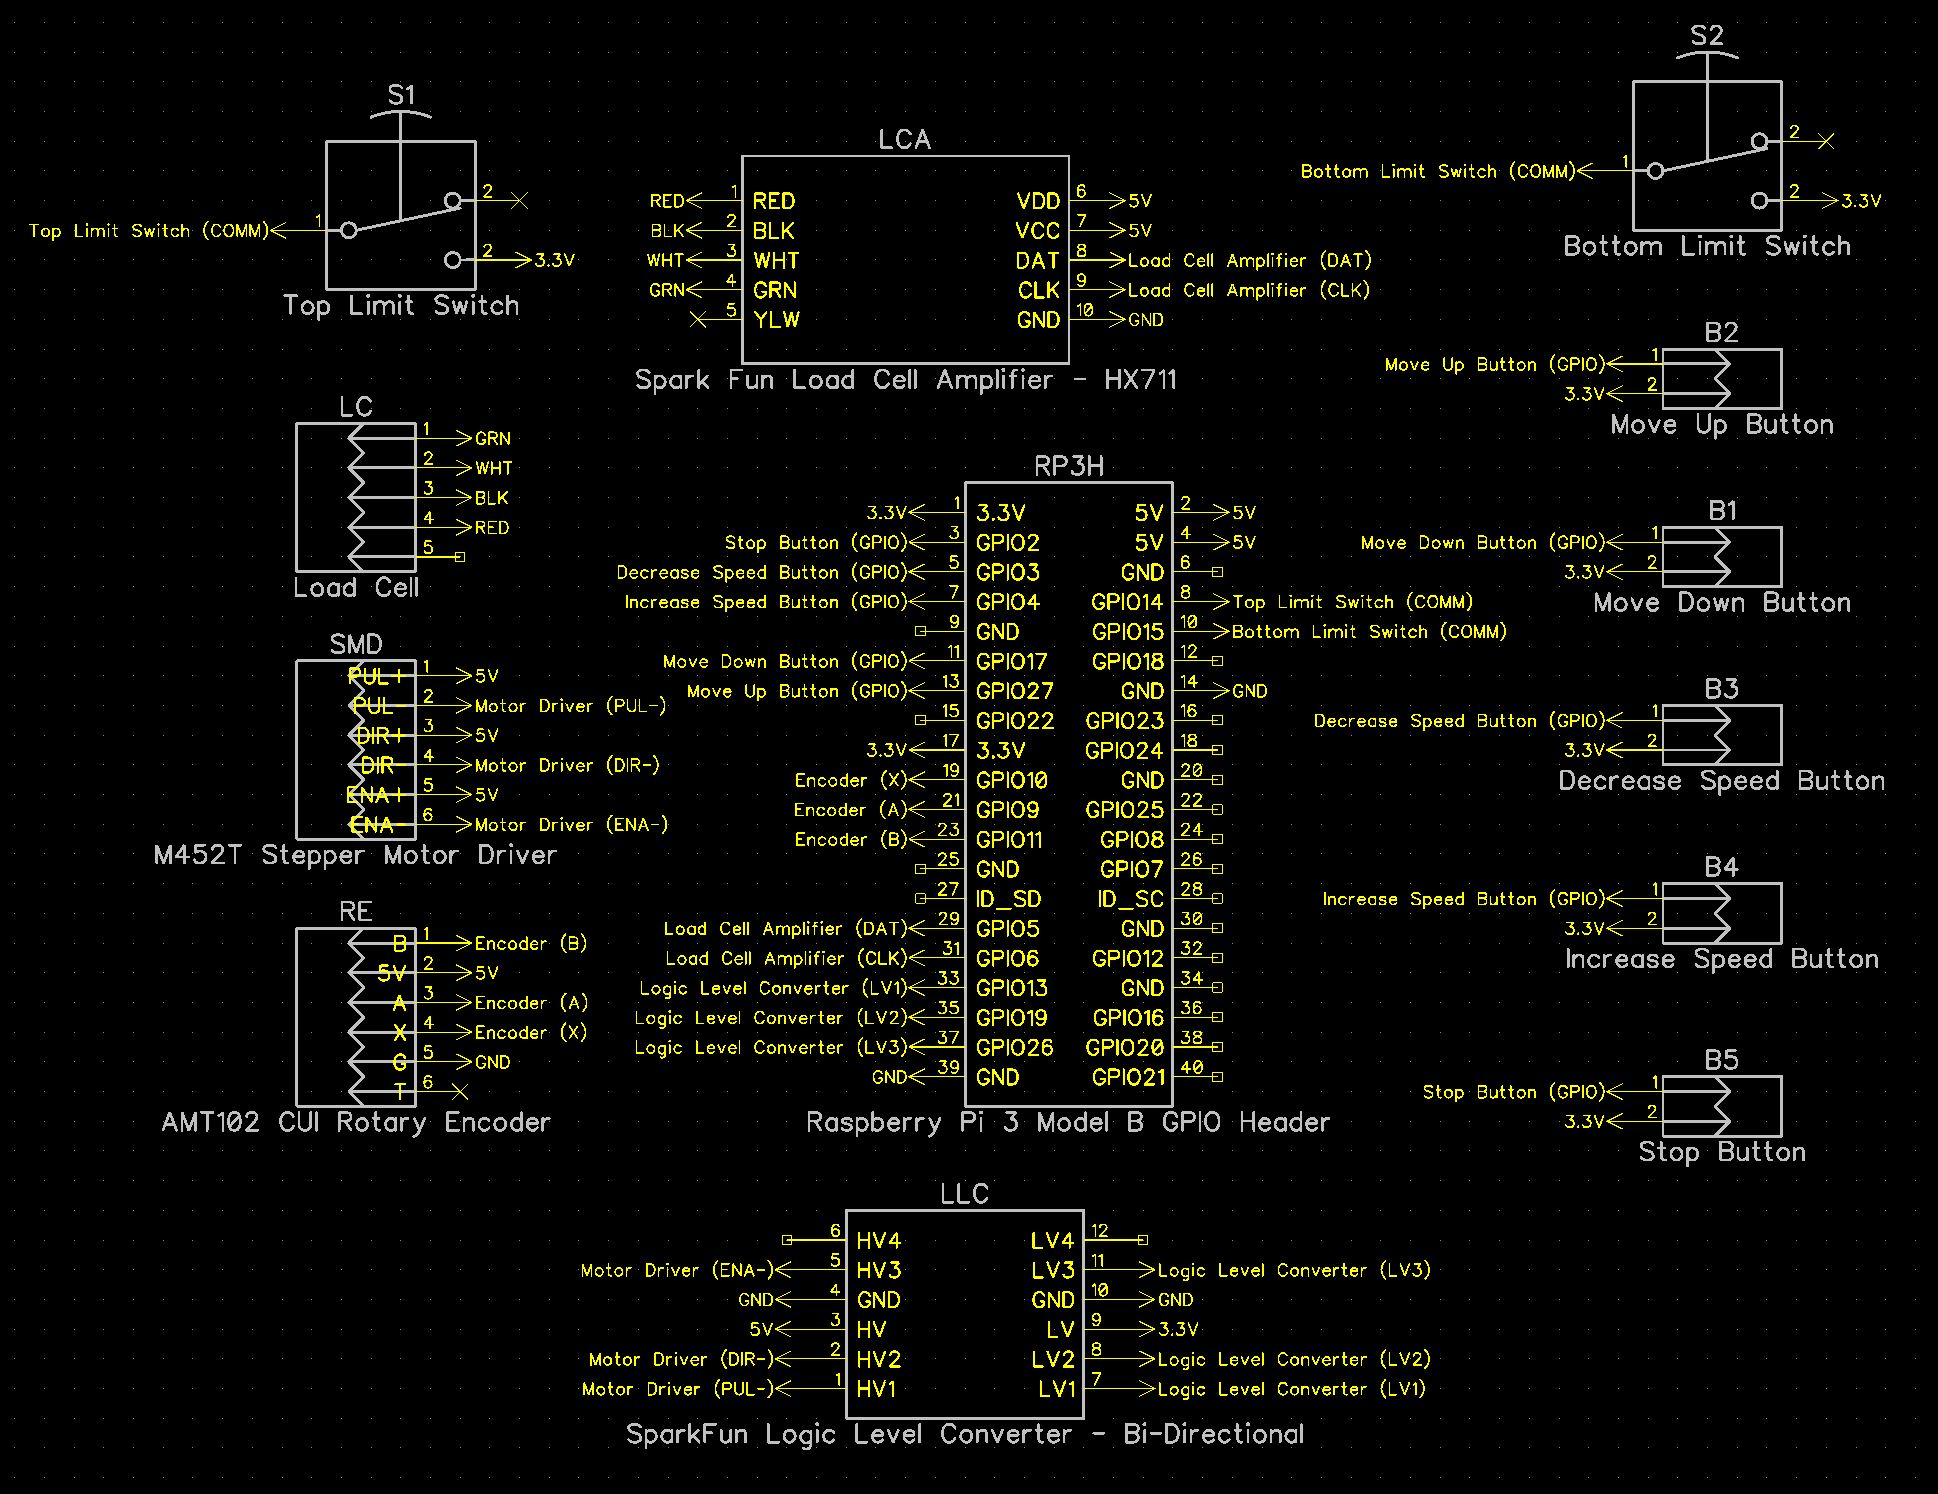 S1
1
2
2
3.3V
Top Limit Switch (COMM)
Top Limit Switch
LCA
RED 1 RED VDD 6 5V
BLK 2 BLK VCC 7 5V
WHT 3 WHT DAT 8 Load Cell Amplifier (DAT)
GRN 4 GRN CLK 9 Load Cell Amplifier (CLK)
5 YLW GND 10 GND
Spark Fun Load Cell Amplifier - HX711
S2
2
Bottom Limit Switch (COMM) 1
2 3.3V
Bottom Limit Switch
LC
1 GRN
2 WHT
3 BLK
4 RED
5
Load Cell
SMD
PUL+ 1 5V
PUL- 2 Motor Driver (PUL-)
DIR+ 3 5V
DIR- 4 Motor Driver (DIR-)
ENA+ 5 5V
ENA- 6 Motor Driver (ENA-)
M452T Stepper Motor Driver
RE
B 1 Encoder (B)
5V 2 5V
A 3 Encoder (A)
X 4 Encoder (X)
G 5 GND
T 6
AMT102 CUI Rotary Encoder
RP3H
3.3V 1 3.3V 5V 2 5V
Stop Button (GPIO) 3 GPIO2 5V 4 5V
Decrease Speed Button (GPIO) 5 GPIO3 GND 6
Increase Speed Button (GPIO) 7 GPIO4 GPIO14 8 Top Limit Switch (COMM)
9 GND GPIO15 10 Bottom Limit Switch (COMM)
Move Down Button (GPIO) 11 GPIO17 GPIO18 12
Move Up Button (GPIO) 13 GPIO27 GND 14 GND
15 GPIO22 GPIO23 16
3.3V 17 3.3V GPIO24 18
Encoder (X) 19 GPIO10 GND 20
Encoder (A) 21 GPIO9 GPIO25 22
Encoder (B) 23 GPIO11 GPIO8 24
25 GND GPIO7 26
27 ID_SD ID_SC 28
Load Cell Amplifier (DAT) 29 GPIO5 GND 30
Load Cell Amplifier (CLK) 31 GPIO6 GPIO12 32
Logic Level Converter (LV1) 33 GPIO13 GND 34
Logic Level Converter (LV2) 35 GPIO19 GPIO16 36
Logic Level Converter (LV3) 37 GPIO26 GPIO20 38
GND 39 GND GPIO21 40
Raspberry Pi 3 Model B GPIO Header
B2
Move Up Button (GPIO) 1
3.3V 2
Move Up Button
B1
Move Down Button (GPIO) 1
3.3V 2
Move Down Button
B3
Decrease Speed Button (GPIO) 1
3.3V 2
Decrease Speed Button
B4
Increase Speed Button (GPIO) 1
3.3V 2
Increase Speed Button
B5
Stop Button (GPIO) 1
3.3V 2
Stop Button
LLC
6 HV4 LV4 12
Motor Driver (ENA-) 5 HV3 LV3 11 Logic Level Converter (LV3)
GND 4 GND GND 10 GND
5V 3 HV LV 9 3.3V
Motor Driver (DIR-) 2 HV2 LV2 8 Logic Level Converter (LV2)
Motor Driver (PUL-) 1 HV1 LV1 7 Logic Level Converter (LV1)
SparkFun Logic Level Converter - Bi-Directional